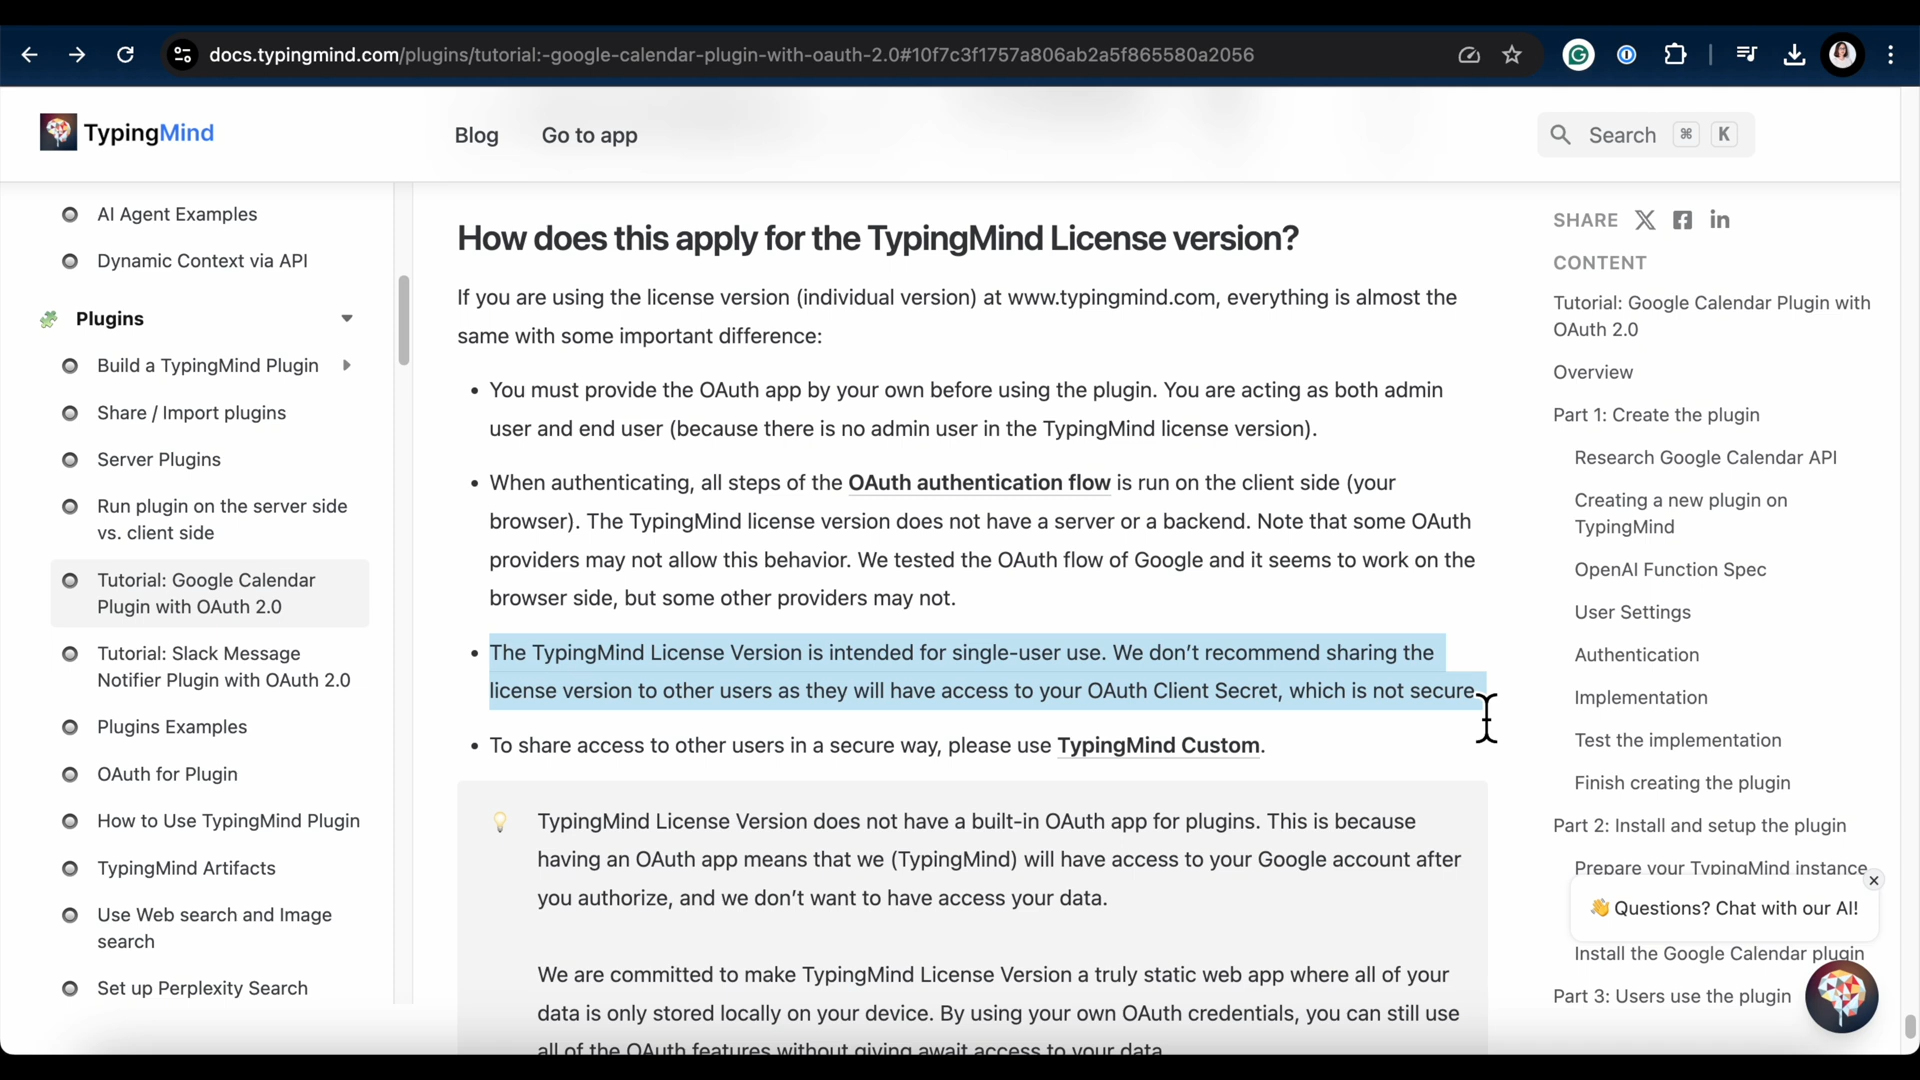 docs.typingmind.com/plugins/tutorial:-google-calendar-plugin-with-oauth-2.0#10f7c3f1757a806ab2a5f865580a2056
TypingMind
Blog
Go to app
Search ⌘ K
AI Agent Examples
Dynamic Context via API
Plugins
Build a TypingMind Plugin
Share / Import plugins
Server Plugins
Run plugin on the server side
vs. client side
Tutorial: Google Calendar
Plugin with OAuth 2.0
Tutorial: Slack Message
Notifier Plugin with OAuth 2.0
Plugins Examples
OAuth for Plugin
How to Use TypingMind Plugin
TypingMind Artifacts
Use Web search and Image
search
Set up Perplexity Search
How does this apply for the TypingMind License version?
If you are using the license version (individual version) at www.typingmind.com, everything is almost the
same with some important difference:
• You must provide the OAuth app by your own before using the plugin. You are acting as both admin
user and end user (because there is no admin user in the TypingMind license version).
• When authenticating, all steps of the OAuth authentication flow is run on the client side (your
browser). The TypingMind license version does not have a server or a backend. Note that some OAuth
providers may not allow this behavior. We tested the OAuth flow of Google and it seems to work on the
browser side, but some other providers may not.
• The TypingMind License Version is intended for single-user use. We don't recommend sharing the
license version to other users as they will have access to your OAuth Client Secret, which is not secure.
• To share access to other users in a secure way, please use TypingMind Custom.
TypingMind License Version does not have a built-in OAuth app for plugins. This is because
having an OAuth app means that we (TypingMind) will have access to your Google account after
you authorize, and we don't want to have access your data.
We are committed to make TypingMind License Version a truly static web app where all of your
data is only stored locally on your device. By using your own OAuth credentials, you can still use
all of the OAuth features without giving await access to your data.
SHARE
CONTENT
Tutorial: Google Calendar Plugin with
OAuth 2.0
Overview
Part 1: Create the plugin
Research Google Calendar API
Creating a new plugin on
TypingMind
OpenAI Function Spec
User Settings
Authentication
Implementation
Test the implementation
Finish creating the plugin
Part 2: Install and setup the plugin
Prepare your TypingMind instance
👋 Questions? Chat with our AI!
Install the Google Calendar plugin
Part 3: Users use the plugin